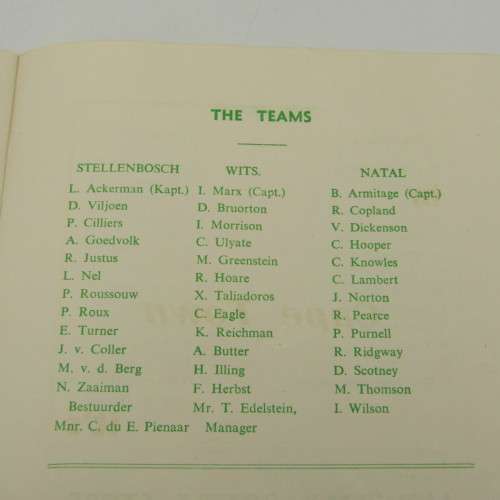 THE TEAMS
STELLENBOSCH
L. Ackerman (Kapt.)
D. Viljoen
P. Cilliers
A. Goedvolk
R. Justus
L. Nel
P. Roussouw
P. Roux
E. Turner
J. v. Coller
M. v. d. Berg
N. Zaaiman
Bestuurder
Mnr. C. du E. Pienaar
WITS.
I. Marx (Capt.)
D. Bruorton
I. Morrison
C. Ulyate
M. Greenstein
R. Hoare
X. Taliadoros
C. Eagle
K. Reichman
A. Butter
H. Illing
F. Herbst
Mr. T. Edelstein,
Manager
NATAL
B. Armitage (Capt.)
R. Copland
V. Dickenson
C. Hooper
C. Knowles
C. Lambert
J. Norton
R. Pearce
P. Purnell
R. Ridgway
D. Scotney
M. Thomson
I. Wilson